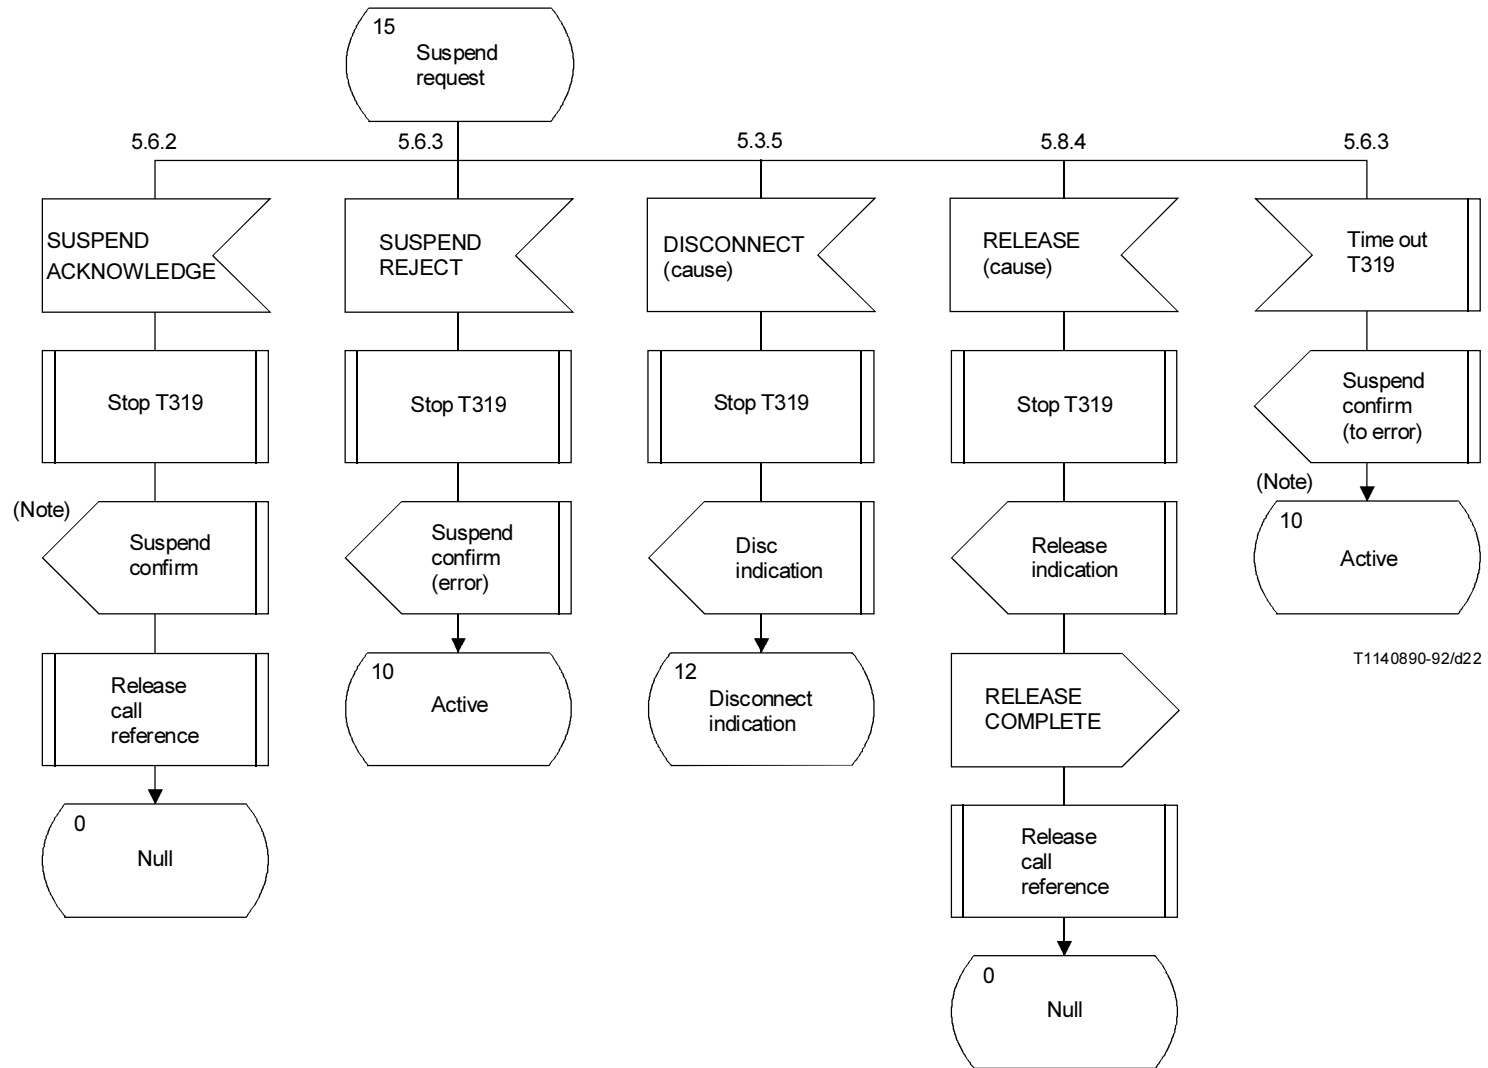 15
Suspend
request
5.6.2
5.6.3
5.3.5
5.8.4
5.6.3
SUSPEND
ACKNOWLEDGE
SUSPEND
REJECT
DISCONNECT
(cause)
RELEASE
(cause)
Time out
T319
Stop T319
Stop T319
Stop T319
Stop T319
Suspend
confirm
(to error)
(Note)
Suspend
confirm
Suspend
confirm
(error)
Disc
indication
Release
indication
(Note)
10
Active
Release
call
reference
10
Active
12
Disconnect
indication
RELEASE
COMPLETE
T1140890-92/d22
0
Null
Release
call
reference
0
Null